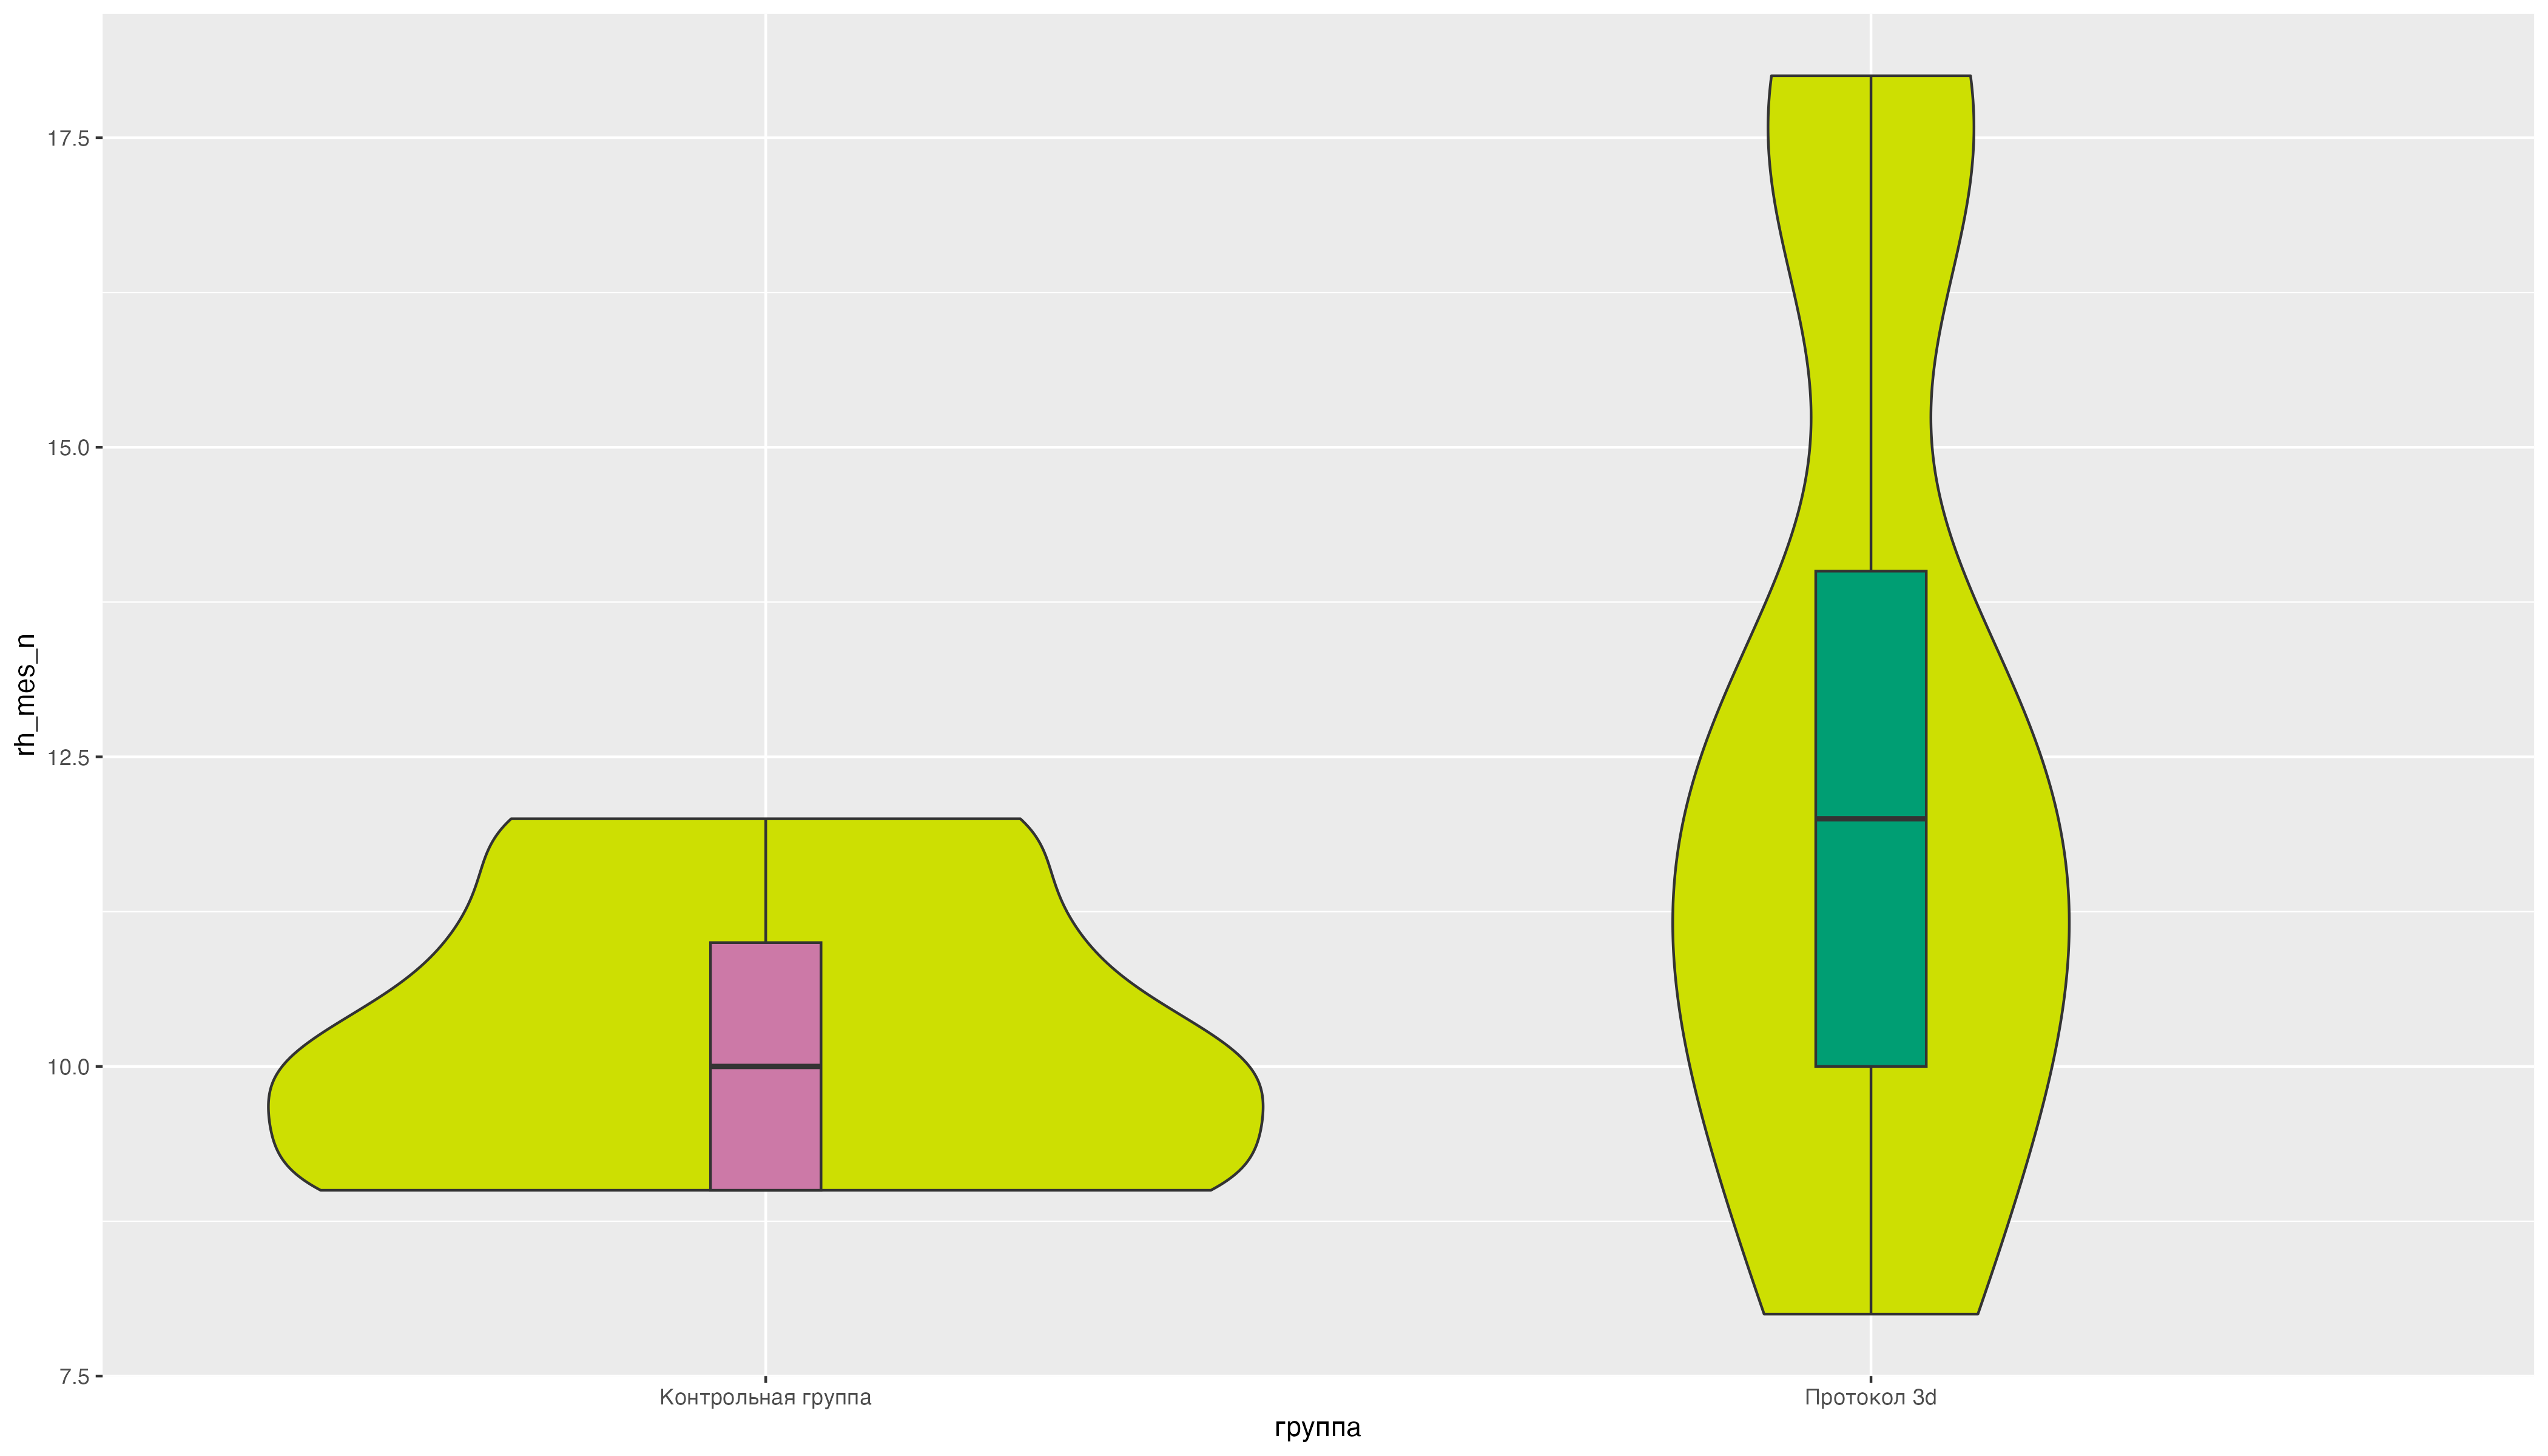 17.5
15.0
12.5
10.0
7.5
rh_mes_n
Контрольная группа
Протокол 3d
группа